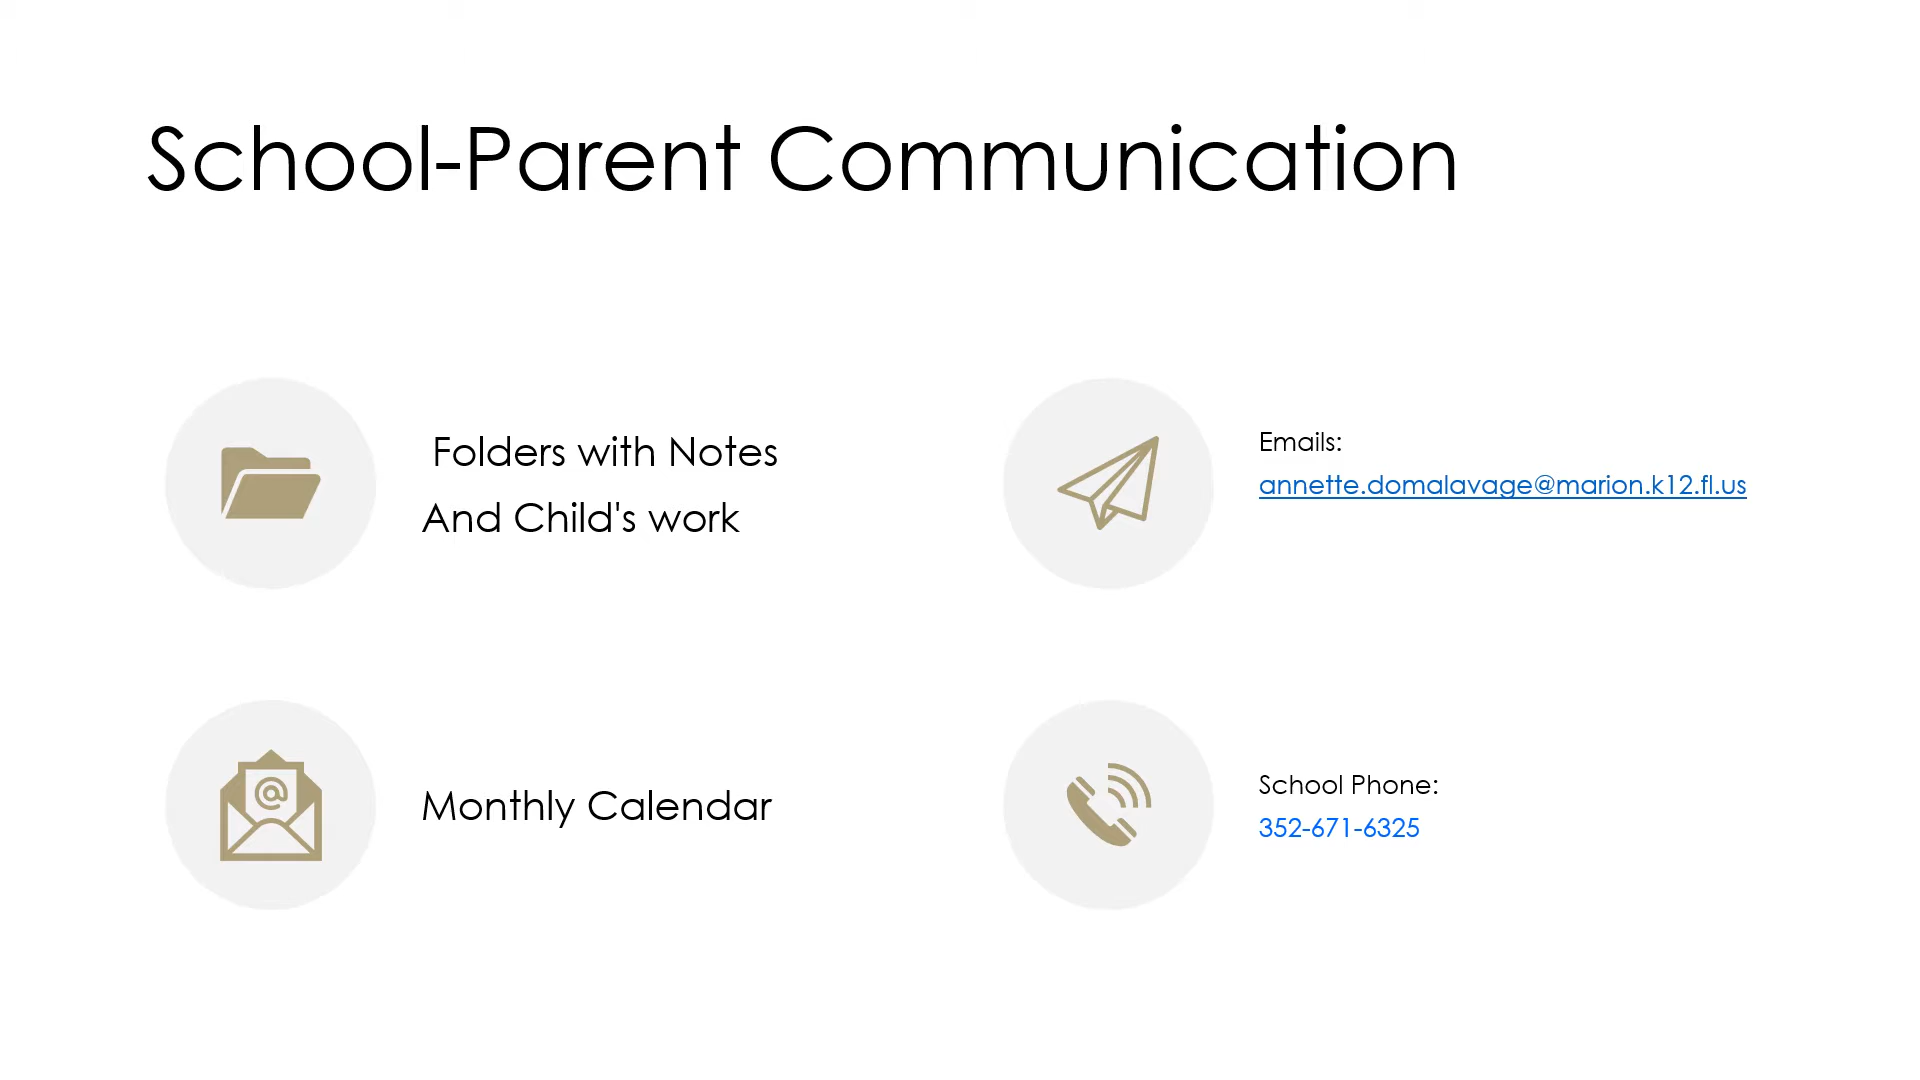 School-Parent Communication
Folders with Notes
And Child's work
Emails:
annette.domalavage@marion.k12.fl.us
Monthly Calendar
School Phone:
352-671-6325